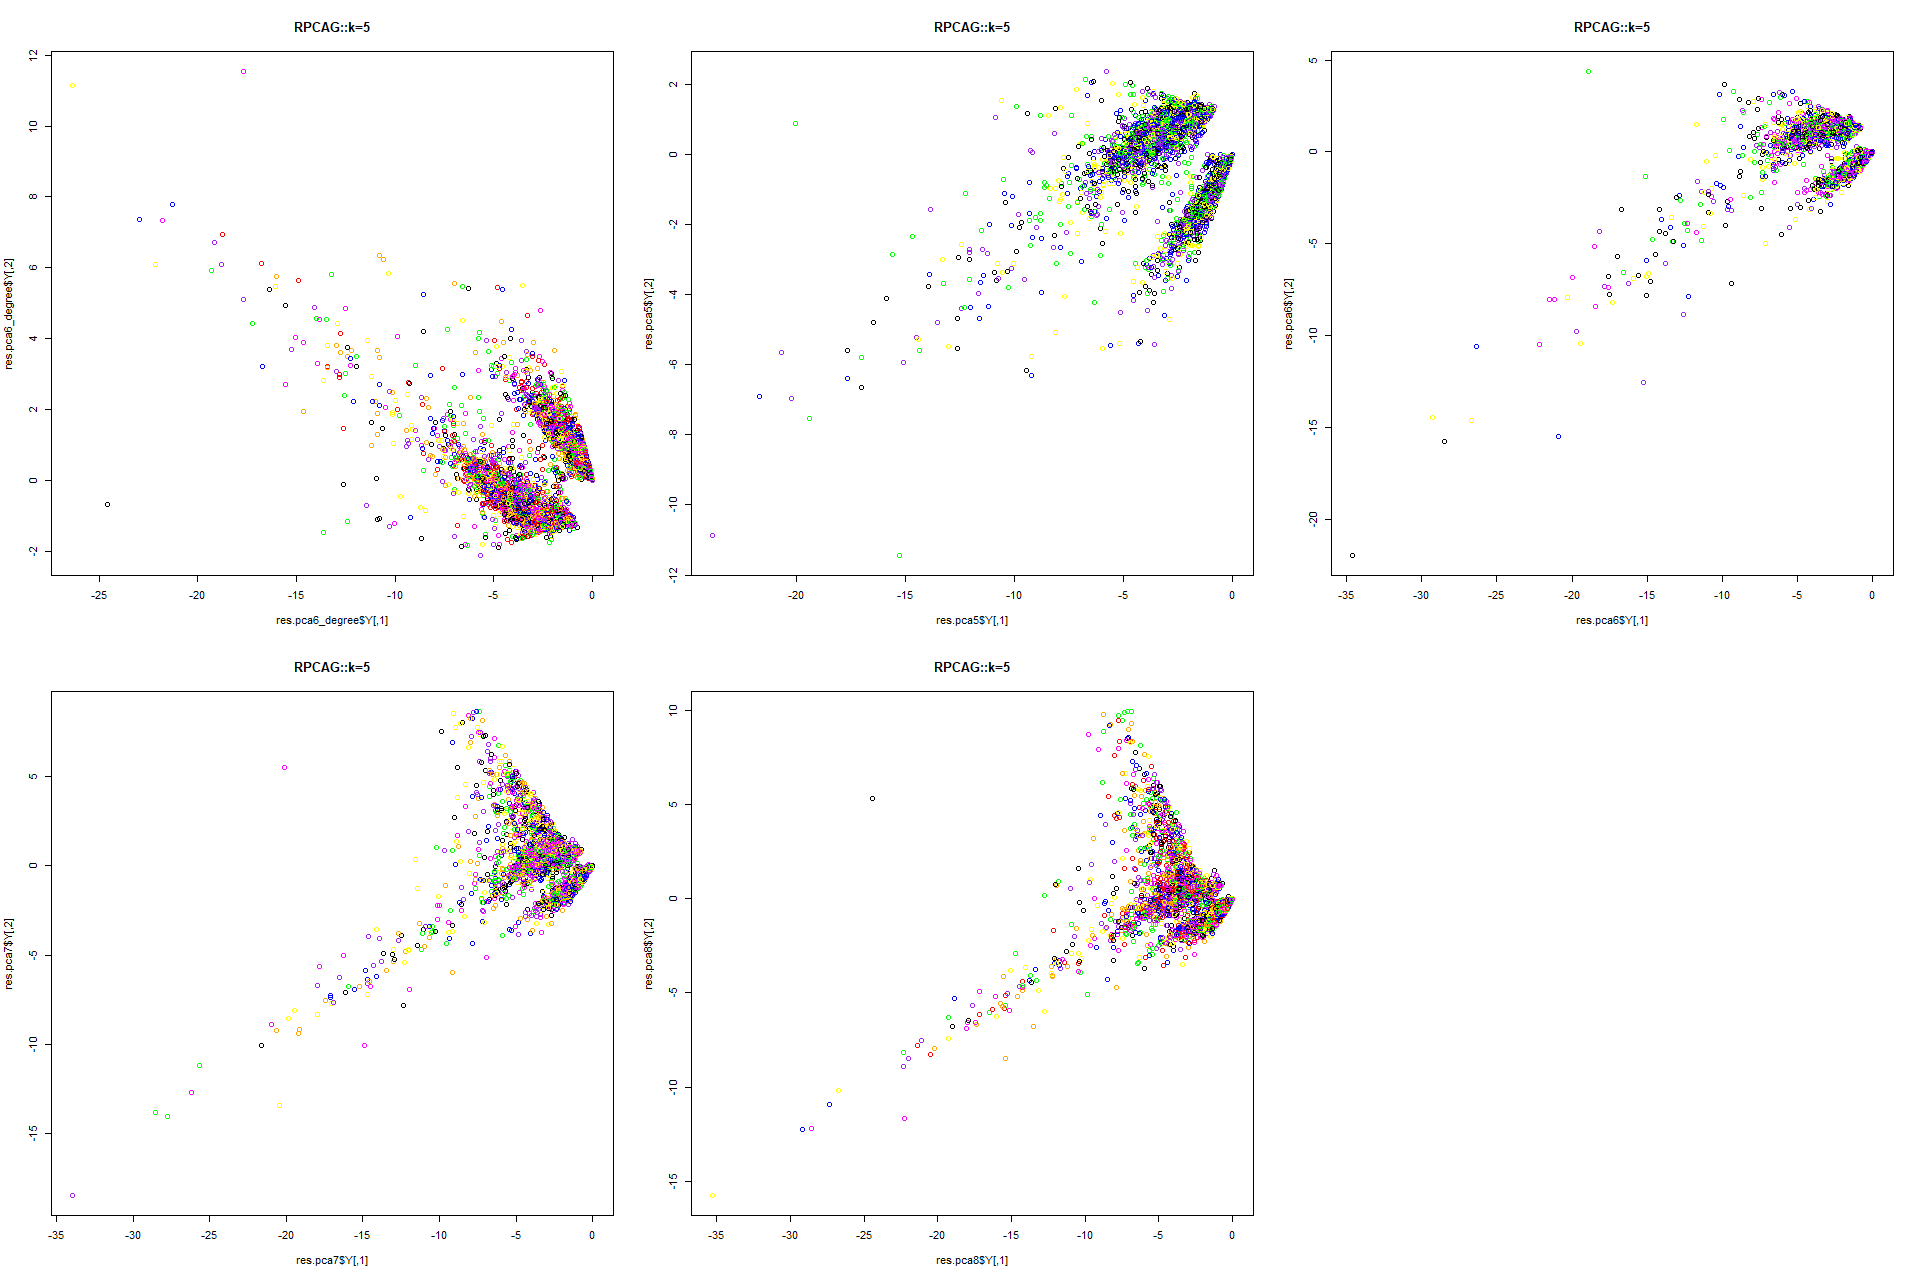 RPCAG::k=5
res.pca6_degree$Y[,2]
12
10
8
6
4
2
0
-2
-25 -20 -15 -10 -5 0
res.pca6_degree$Y[,1]
RPCAG::k=5
res.pca5$Y[,2]
2
0
-2
-4
-6
-8
-10
-12
-20 -15 -10 -5 0
res.pca5$Y[,1]
RPCAG::k=5
res.pca6$Y[,2]
5
0
-5
-10
-15
-20
-35 -30 -25 -20 -15 -10 -5 0
res.pca6$Y[,1]
RPCAG::k=5
res.pca7$Y[,2]
5
0
-5
-10
-15
-35 -30 -25 -20 -15 -10 -5 0
res.pca7$Y[,1]
RPCAG::k=5
res.pca8$Y[,2]
10
5
0
-5
-10
-15
-35 -30 -25 -20 -15 -10 -5 0
res.pca8$Y[,1]